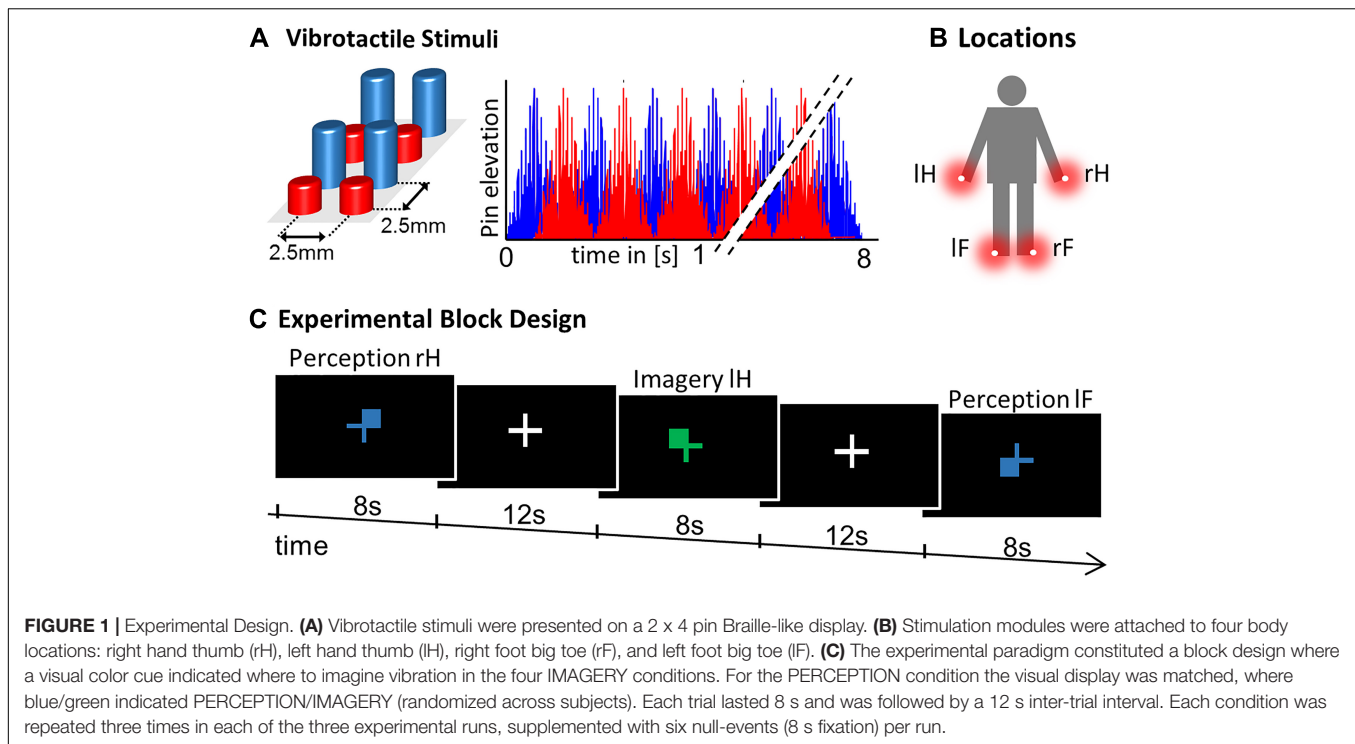 A Vibrotactile Stimuli
Pin elevation
2.5mm
2.5mm
0
time in [s]
1
8
B Locations
lH
rH
lF
rF
C Experimental Block Design
Perception rH
Imagery lH
Perception lF
8s
12s
8s
12s
8s
time
FIGURE 1 | Experimental Design. (A) Vibrotactile stimuli were presented on a 2 x 4 pin Braille-like display. (B) Stimulation modules were attached to four body
locations: right hand thumb (rH), left hand thumb (lH), right foot big toe (rF), and left foot big toe (lF). (C) The experimental paradigm constituted a block design where
a visual color cue indicated where to imagine vibration in the four IMAGERY conditions. For the PERCEPTION condition the visual display was matched, where
blue/green indicated PERCEPTION/IMAGERY (randomized across subjects). Each trial lasted 8 s and was followed by a 12 s inter-trial interval. Each condition was
repeated three times in each of the three experimental runs, supplemented with six null-events (8 s fixation) per run.